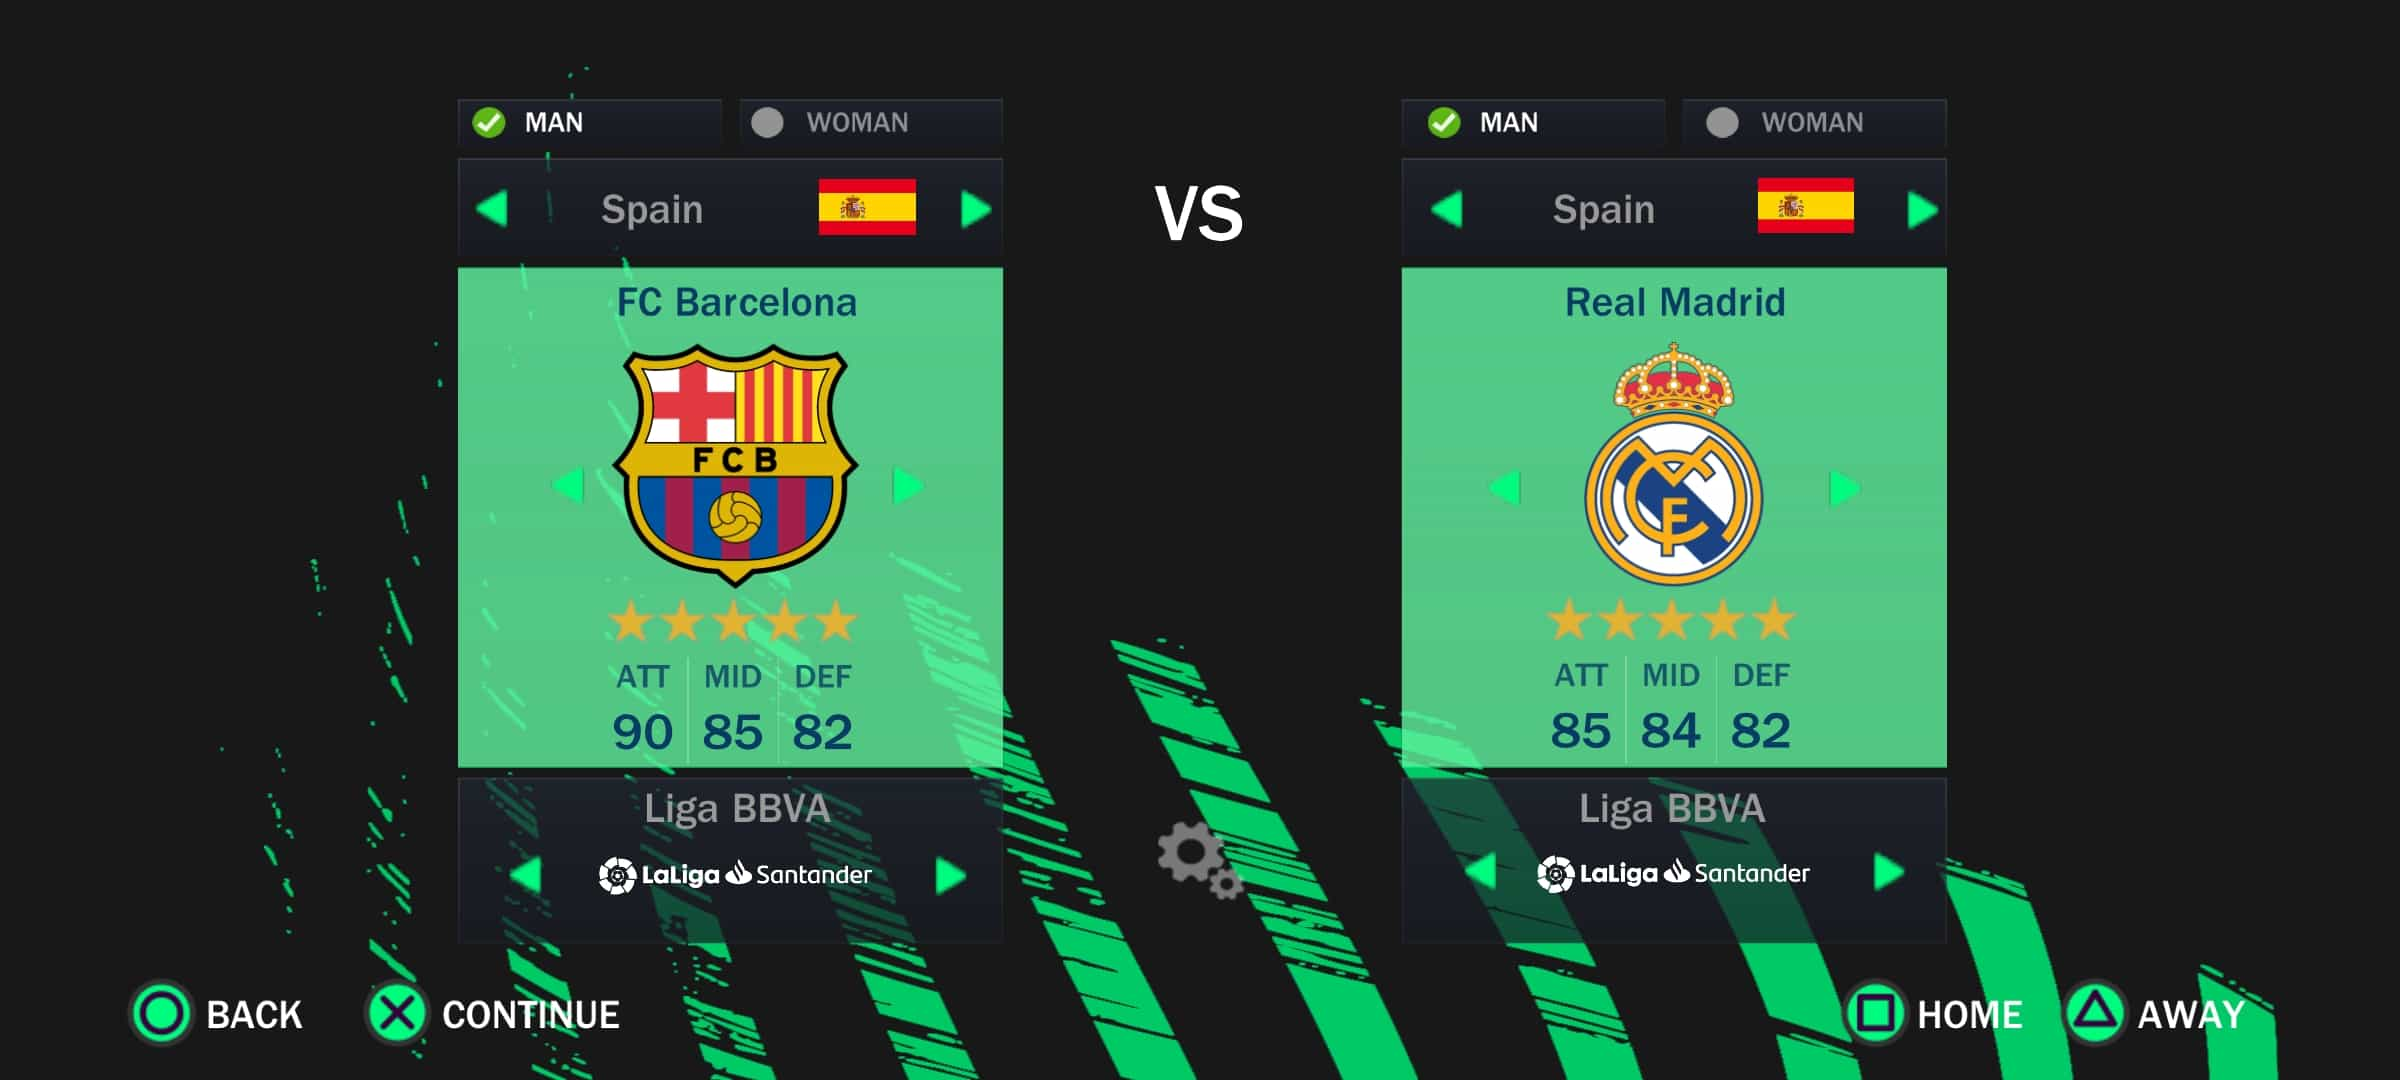 MAN WOMAN
Spain
FC Barcelona
FCB
ATT MID DEF
90 85 82
Liga BBVA
LaLiga Santander
VS
MAN WOMAN
Spain
Real Madrid
ATT MID DEF
85 84 82
Liga BBVA
LaLiga Santander
BACK CONTINUE HOME AWAY